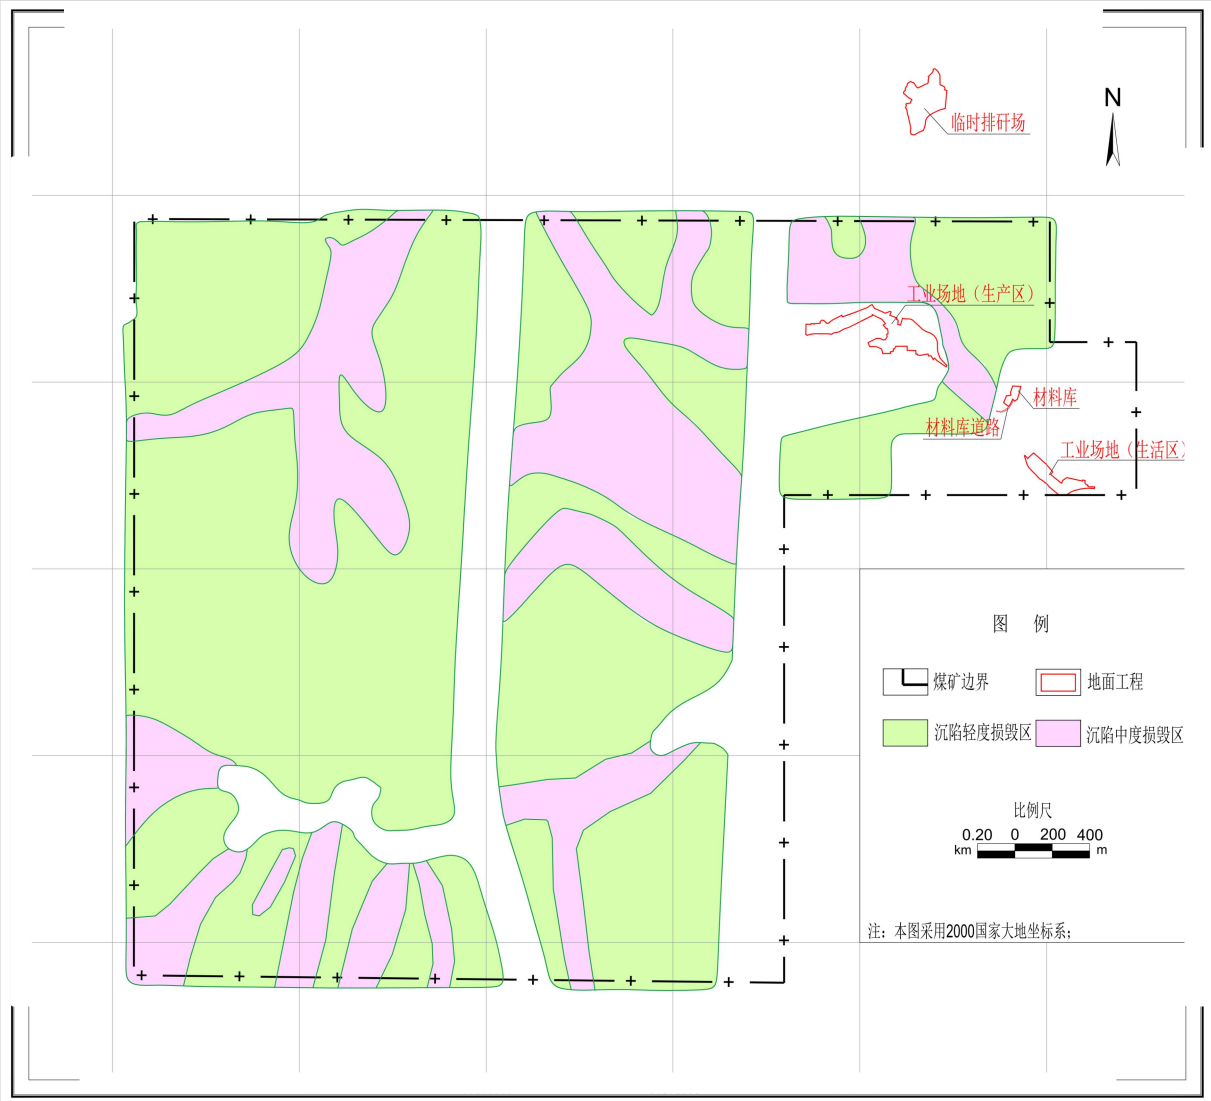 临时排矸场
N
工业场地（生产区）
材料库
材料库道路
工业场地（生活区）
图 例
煤矿边界
地面工程
沉陷轻度损毁区
沉陷中度损毁区
比例尺
0.20 0 200 400
km m
注：本图采用2000国家大地坐标系；